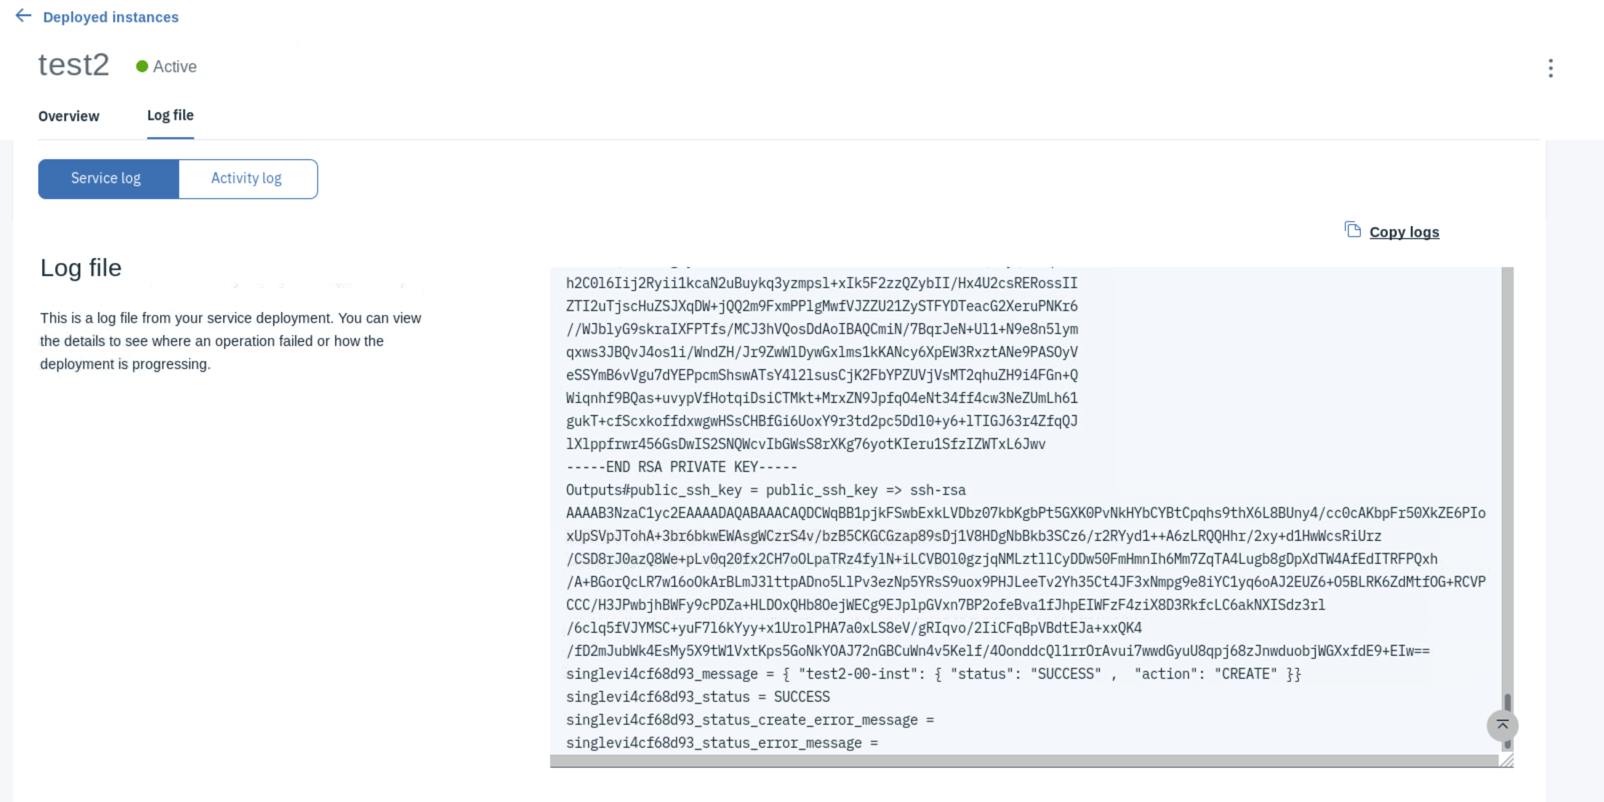 Deployed instances
test2 Active
Overview Log file
Service log Activity log
Copy logs
Log file
This is a log file from your service deployment. You can view
the details to see where an operation failed or how the
deployment is progressing.
h2C0l6Iij2Ryii1kcaN2uBuykq3yzmpsl+xIk5F2zzQZybII/Hx4U2csRERossII
ZTI2uTjscHuZSJXqDW+jQQ2m9FxmPPlgMwfVJZZU21ZySTFYDTeacG2XeruPNKr6
//WJblyG9skraIXFPTfs/MCJ3hVQosDdAoIBAQCmiN/7BqrJeN+Ul1+N9e8n5lym
qxws3JBQvJ4os1i/WndZH/Jr9ZwWlDywGxlms1kKANcy6XpEW3RxztANe9PASOyV
eSSYmB6vVgu7dYEPpcmShswATsY4l2lsusCjK2FbYPZUVjVsMT2qhuZH9i4FGn+Q
Wiqnhf9BQas+uvypVfHotqiDsiCTMkt+MrxZN9JpfqO4eNt34ff4cw3NeZUmLh61
gukT+cfScxkoffdxwgwHSsCHBfGi6UoxY9r3td2pc5Ddl0+y6+lTIGJ63r4ZfqQJ
lXlppfrwr456GsDwIS2SNQWcvIbGWsS8rXKg76yotKIeru1SfzIZWTxL6Jwv
-----END RSA PRIVATE KEY-----
Outputs#public_ssh_key = public_ssh_key => ssh-rsa
AAAAB3NzaC1yc2EAAAADAQABAAACAQDCWqBB1pjkFSwbExkLVDbz07kbKgbPt5GXK0PvNkHYbCYBtCpqhs9thX6L8BUny4/cc0cAKbpFr50XkZE6PIo
xUpSVpJTohA+3br6bkwEWAsgWCzrS4v/bzB5CKGCGzap89sDj1V8HDgNbBkb3SCz6/r2RYyd1++A6zLRQQHhr/2xy+d1HwWcsRiUrz
/CSD8rJ0azQ8We+pLv0q20fx2CH7oOLpaTRz4fylN+iLCVBOl0gzjqNMLztllCyDDw50FmHmnIh6Mm7ZqTA4Lugb8gDpXdTW4AfEdITRFPQxh
/A+BGorQcLR7w16oOkArBLmJ3lttpADno5LlPv3ezNp5YRsS9uox9PHJLeeTv2Yh35Ct4JF3xNmpg9e8iYC1yq6oAJ2EUZ6+O5BLRK6ZdMtfOG+RCVP
CCC/H3JPwbjhBWFy9cPDZa+HLDOxQHb8OejWECg9EJplpGVxn7BP2ofeBva1fJhpEIWFzF4ziX8D3RkfcLC6akNXISdz3rl
/6clq5fVJYMSC+yuF7l6kYyy+x1UrolPHA7a0xLS8eV/gRIqvo/2IiCFqBpVBdtEJa+xxQK4
/fD2mJubWk4EsMy5X9tW1VxtKps5GoNkYOAJ72nGBCuWn4v5Kelf/4OonddcQl1rrOrAvui7wwdGyuU8qpj68zJnwduobjWGXxfdE9+EIw==
singlevi4cf68d93_message = { "test2-00-inst": { "status": "SUCCESS" ,  "action": "CREATE" }}
singlevi4cf68d93_status = SUCCESS
singlevi4cf68d93_status_create_error_message =
singlevi4cf68d93_status_error_message =